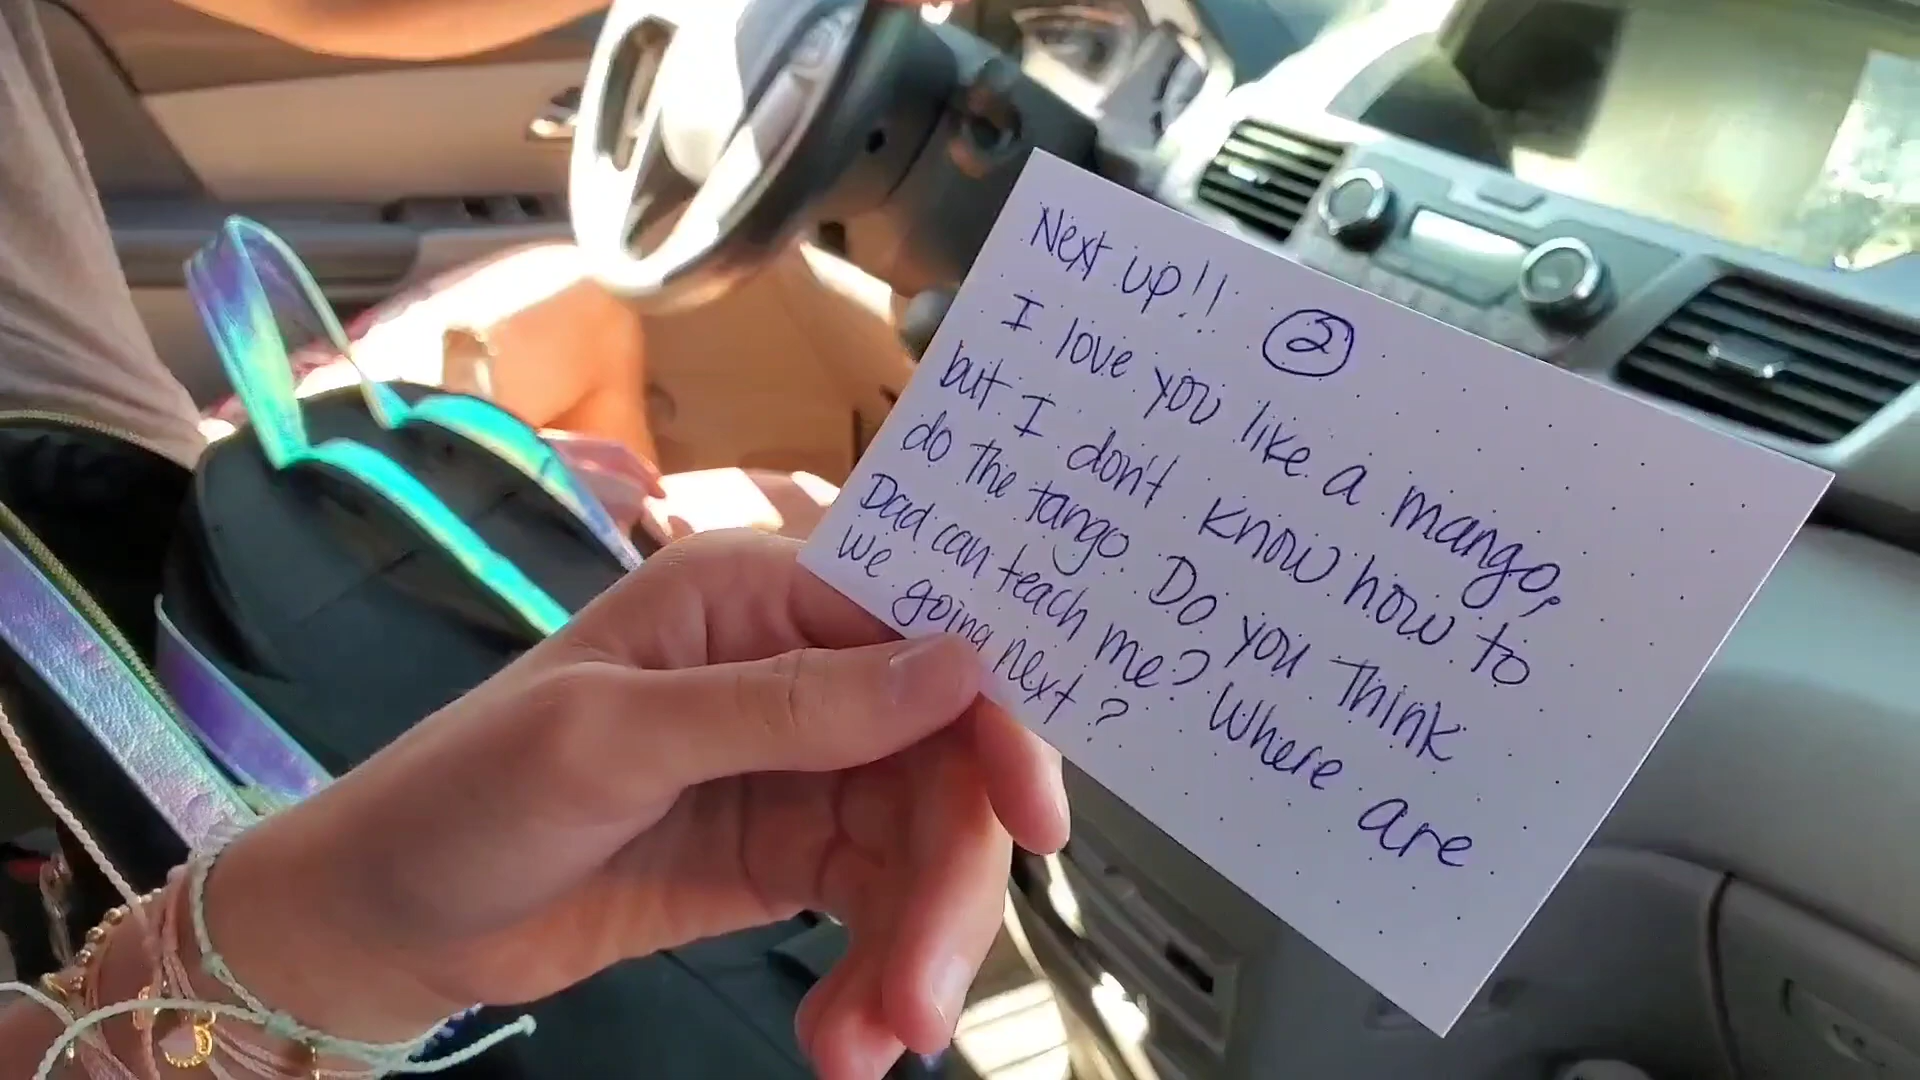 Next up!! 2
I love you like a mango,
but I don't know how to
do the tango. Do you think
Dad can teach me? Where are
we going next?